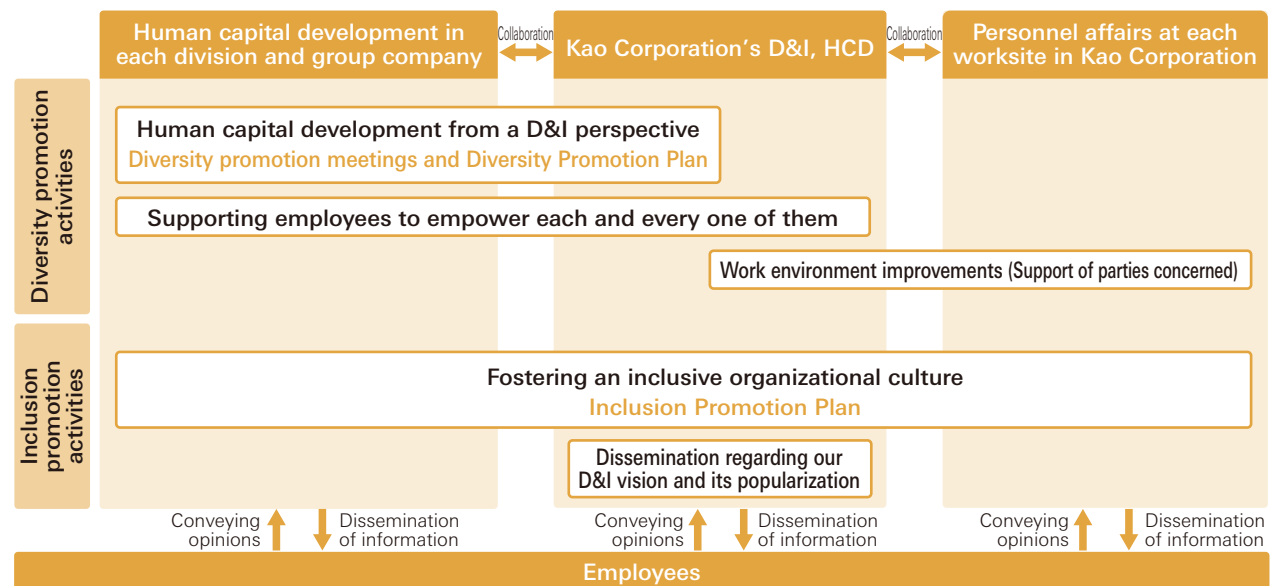 Human capital development in
each division and group company
Collaboration
Kao Corporation's D&I, HCD
Collaboration
Personnel affairs at each
worksite in Kao Corporation
Diversity promotion
activities
Human capital development from a D&I perspective
Diversity promotion meetings and Diversity Promotion Plan
Supporting employees to empower each and every one of them
Work environment improvements (Support of parties concerned)
Inclusion
promotion
activities
Fostering an inclusive organizational culture
Inclusion Promotion Plan
Dissemination regarding our
D&I vision and its popularization
Conveying
opinions
Dissemination
of information
Conveying
opinions
Dissemination
of information
Conveying
opinions
Dissemination
of information
Employees